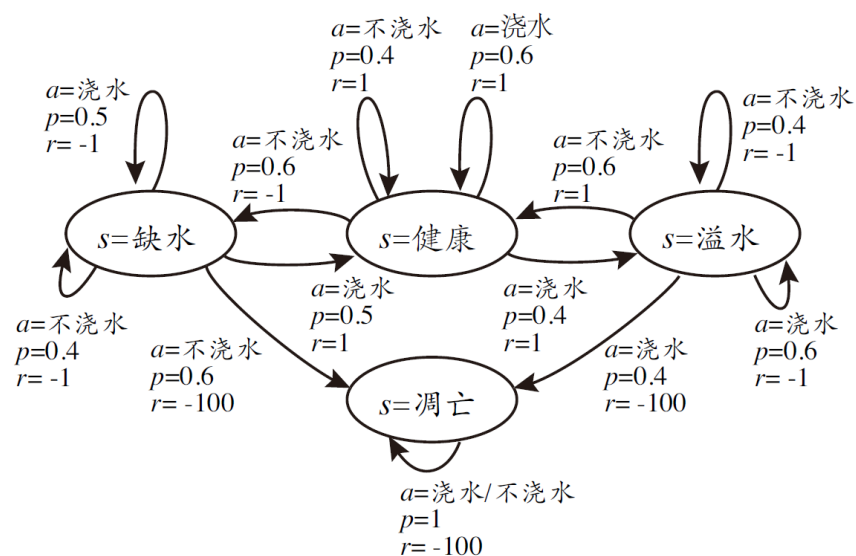 a=不浇水
p=0.4
r=1
a=浇水
p=0.6
r=1
a=浇水
p=0.5
r= -1
a=不浇水
p=0.6
r= -1
a=不浇水
p=0.6
r=1
a=不浇水
p=0.4
r= -1
s=缺水
s=健康
s=溢水
a=不浇水
p=0.4
r= -1
a=不浇水
p=0.6
r= -100
a=浇水
p=0.5
r=1
a=浇水
p=0.4
r=1
a=浇水
p=0.4
r= -100
a=浇水
p=0.6
r= -1
s=凋亡
a=浇水/不浇水
p=1
r= -100